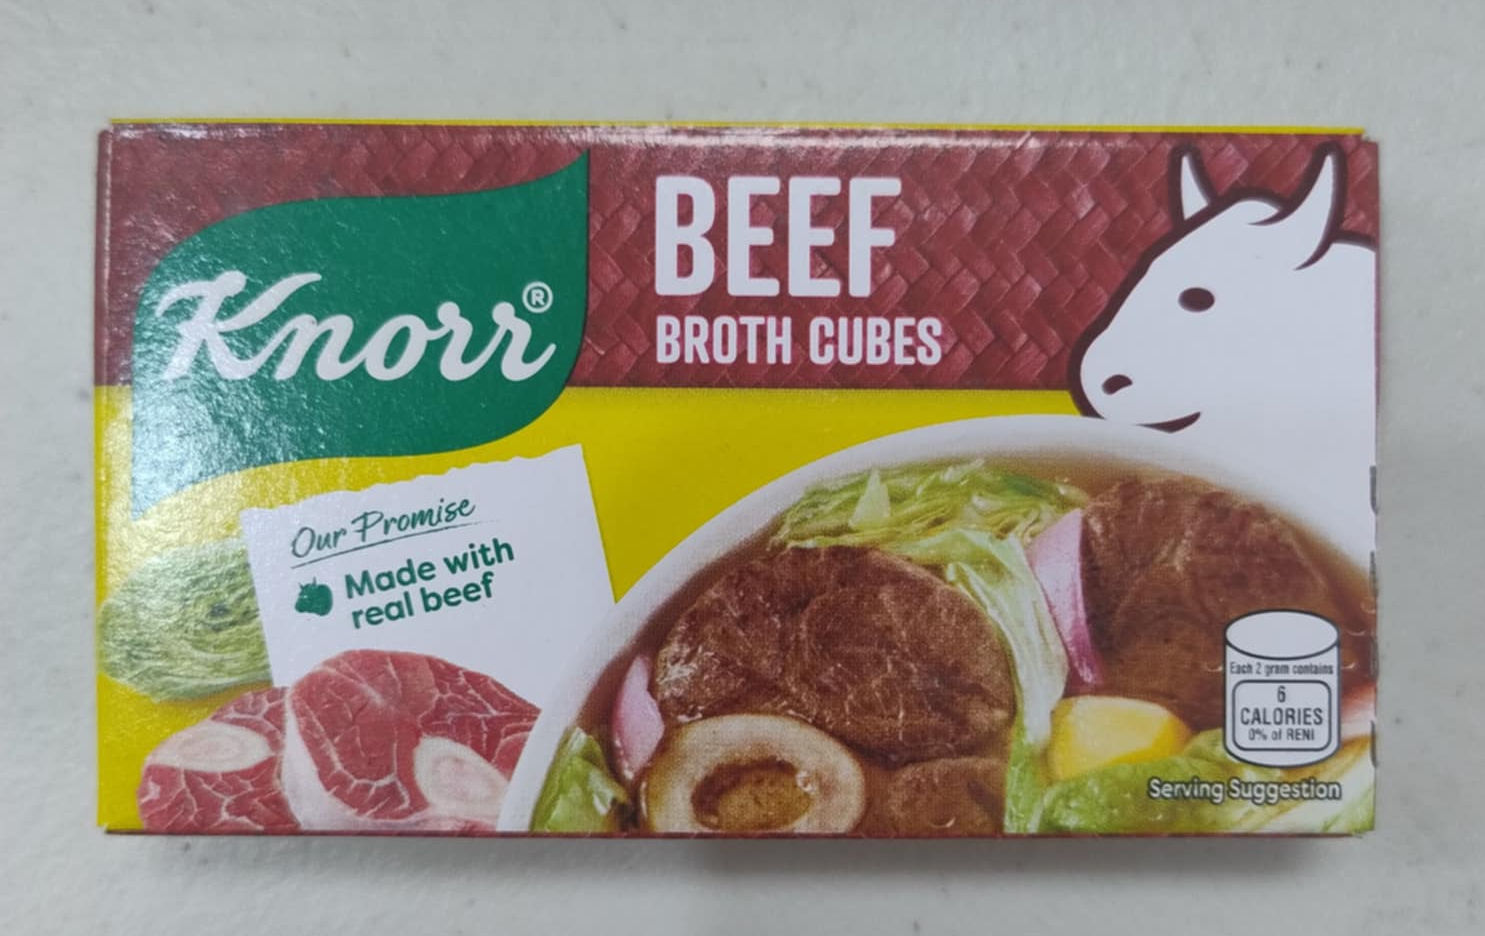 Knorr®
BEEF
BROTH CUBES
Our Promise
Made with
real beef
Each 2 gram contains
6
CALORIES
0% of RENI
Serving Suggestion